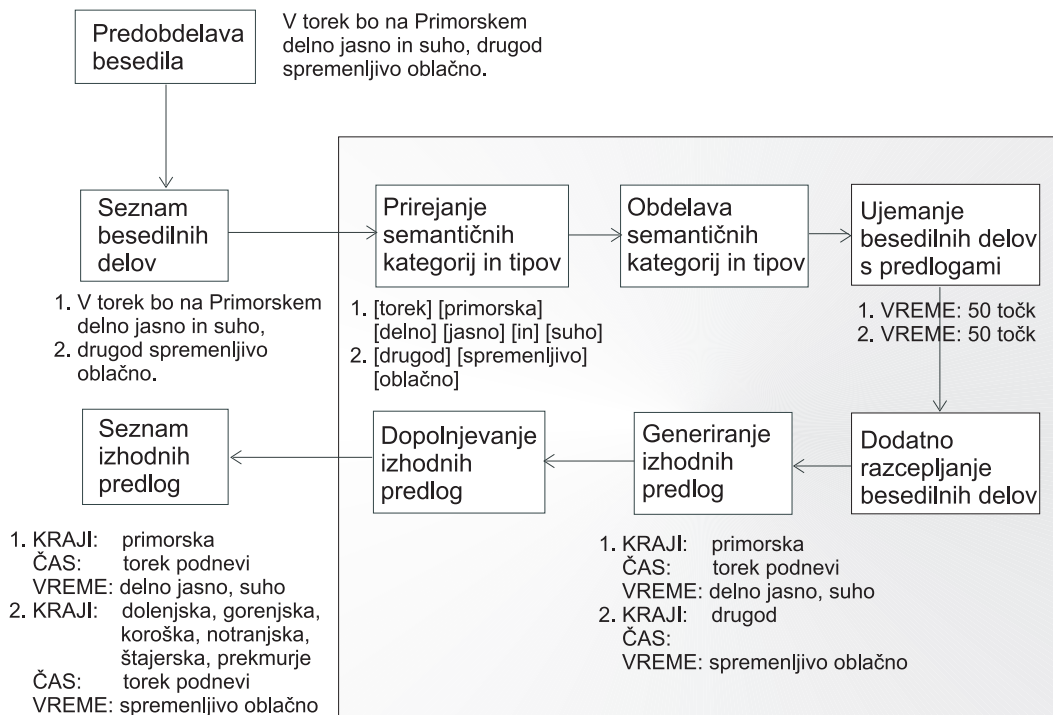 Predobdelava
besedila
V torek bo na Primorskem
delno jasno in suho, drugod
spremenljivo oblačno.
Seznam
besedilnih
delov
Prirejanje
semantičnih
kategorij in tipov
Obdelava
semantičnih
kategorij in tipov
Ujemanje
besedilnih delov
s predlogami
1. V torek bo na Primorskem
delno jasno in suho,
2. drugod spremenljivo
oblačno.
1. [torek] [primorska]
[delno] [jasno] [in] [suho]
2. [drugod] [spremenljivo]
[oblačno]
1. VREME: 50 točk
2. VREME: 50 točk
Dodatno
razcepljanje
besedilnih delov
Generiranje
izhodnih
predlog
Dopolnjevanje
izhodnih
predlog
Seznam
izhodnih
predlog
1. KRAJI: primorska
ČAS: torek podnevi
VREME: delno jasno, suho
2. KRAJI: drugod
ČAS:
VREME: spremenljivo oblačno
1. KRAJI: primorska
ČAS: torek podnevi
VREME: delno jasno, suho
2. KRAJI: dolenjska, gorenjska,
koroška, notranjska,
štajerska, prekmurje
ČAS: torek podnevi
VREME: spremenljivo oblačno